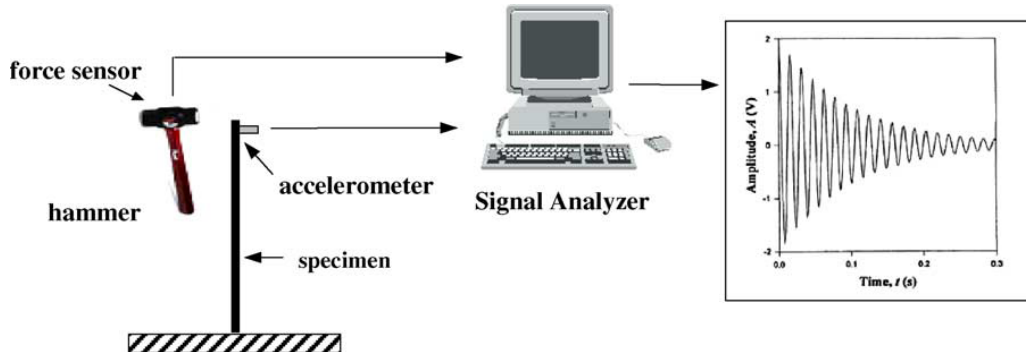 force sensor
hammer
accelerometer
specimen
Signal Analyzer
Amplitude, A (V)
2
1
0
-1
-2
0.0
0.1
0.2
0.3
Time, t (s)